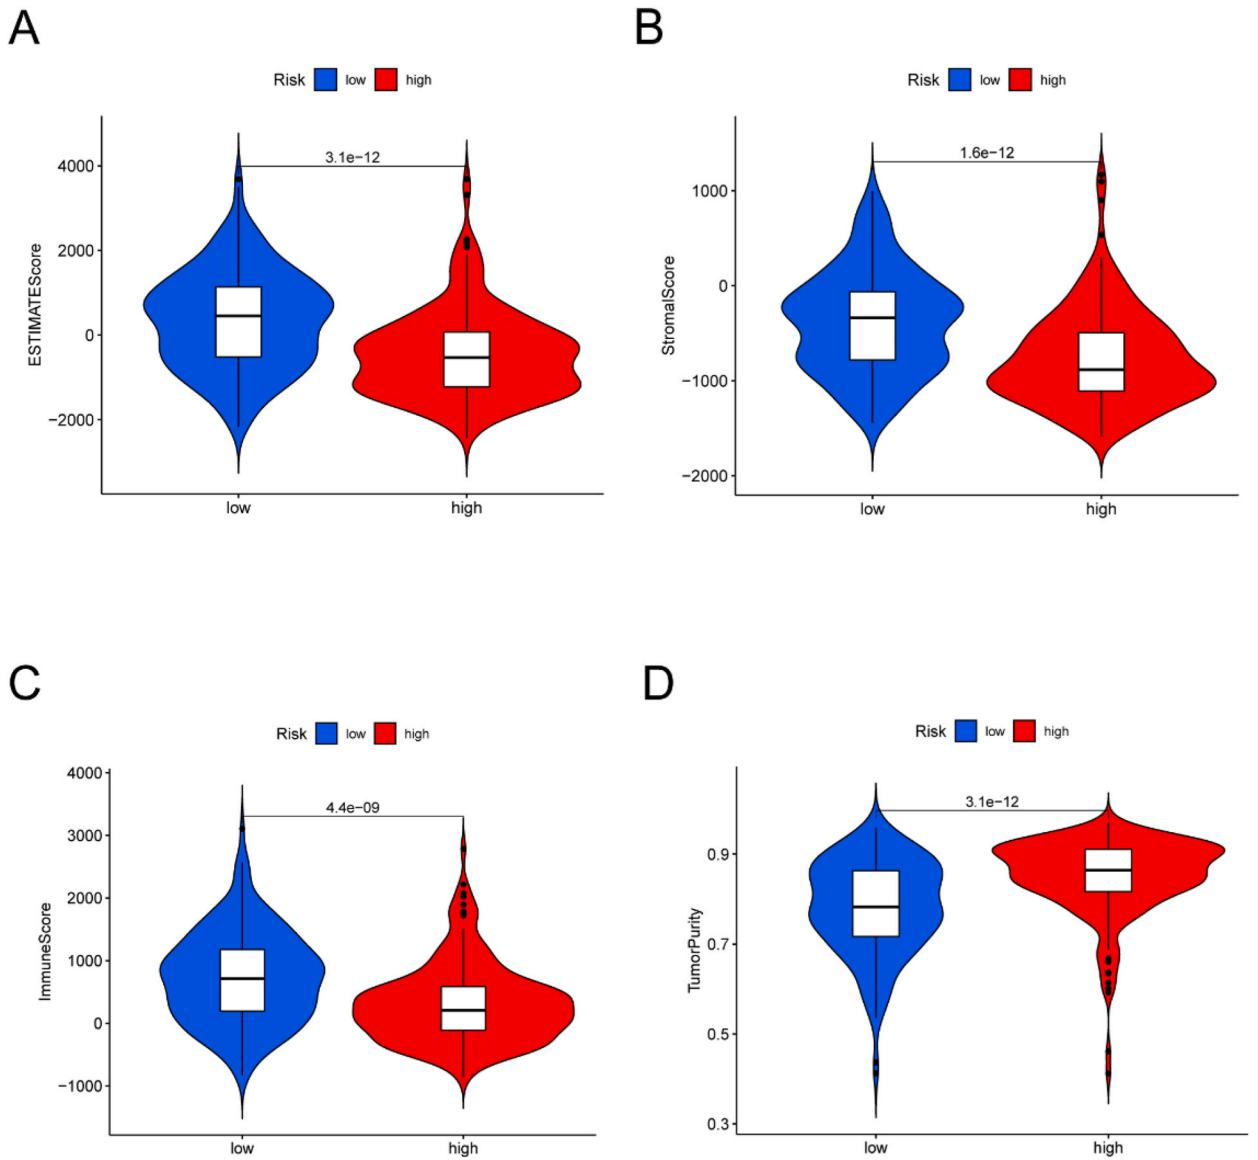 A
Risk low high
ESTIMATEScore
4000
2000
0
−2000
3.1e−12
low high
B
Risk low high
StromalScore
1000
0
−1000
−2000
1.6e−12
low high
C
Risk low high
ImmuneScore
4000
3000
2000
1000
0
−1000
4.4e−09
low high
D
Risk low high
TumorPurity
0.9
0.7
0.5
0.3
3.1e−12
low high